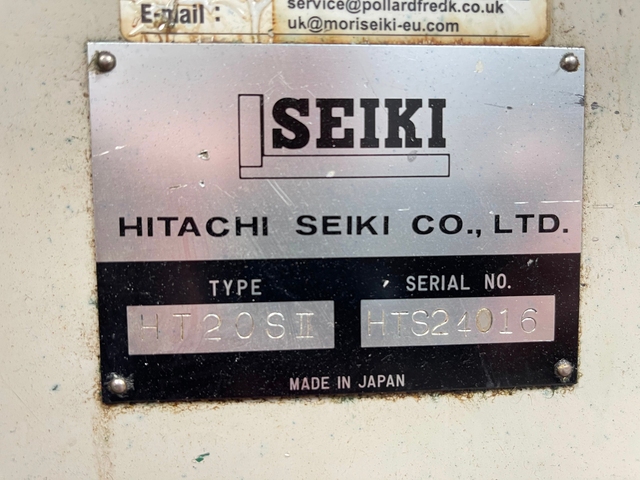 service@pollardfredk.co.uk
E-mail :
uk@moriseiki-eu.com
SEIKI
HITACHI SEIKI CO., LTD.
TYPE
SERIAL NO.
HT20SII
HTS24016
MADE IN JAPAN